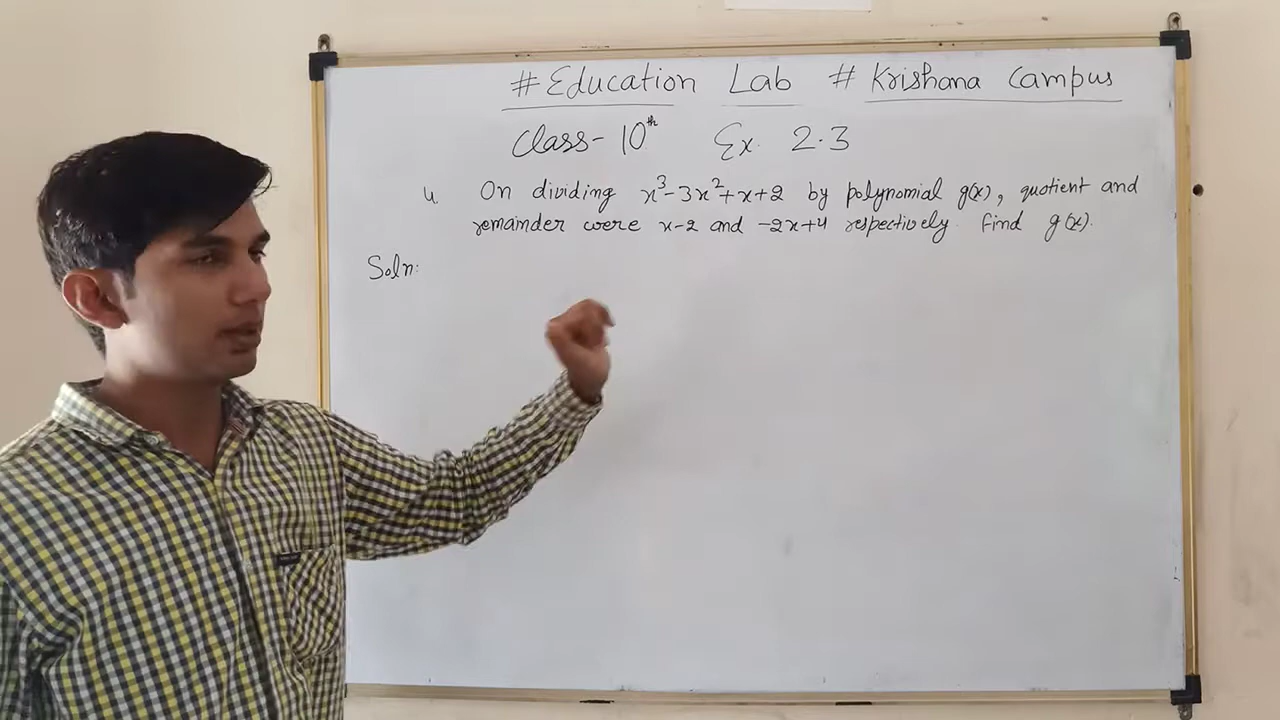 # Education Lab # Krishana Campus
Class- 10th Ex. 2.3
4. On dividing x³-3x²+x+2 by polynomial g(x), quotient and
remainder were x-2 and -2x+4 respectively. Find g(x).
Soln: